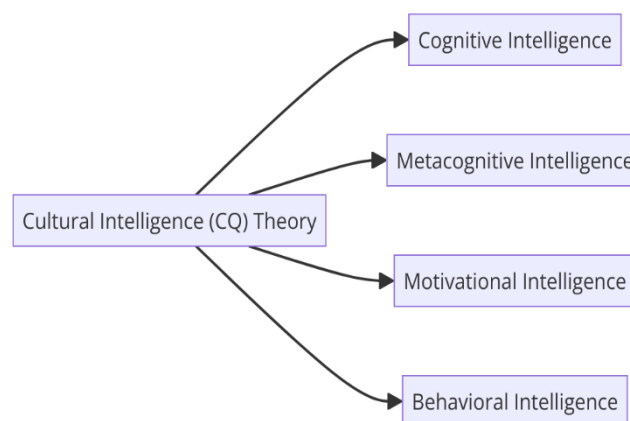 Cognitive Intelligence
Metacognitive Intelligence
Cultural Intelligence (CQ) Theory
Motivational Intelligence
Behavioral Intelligence